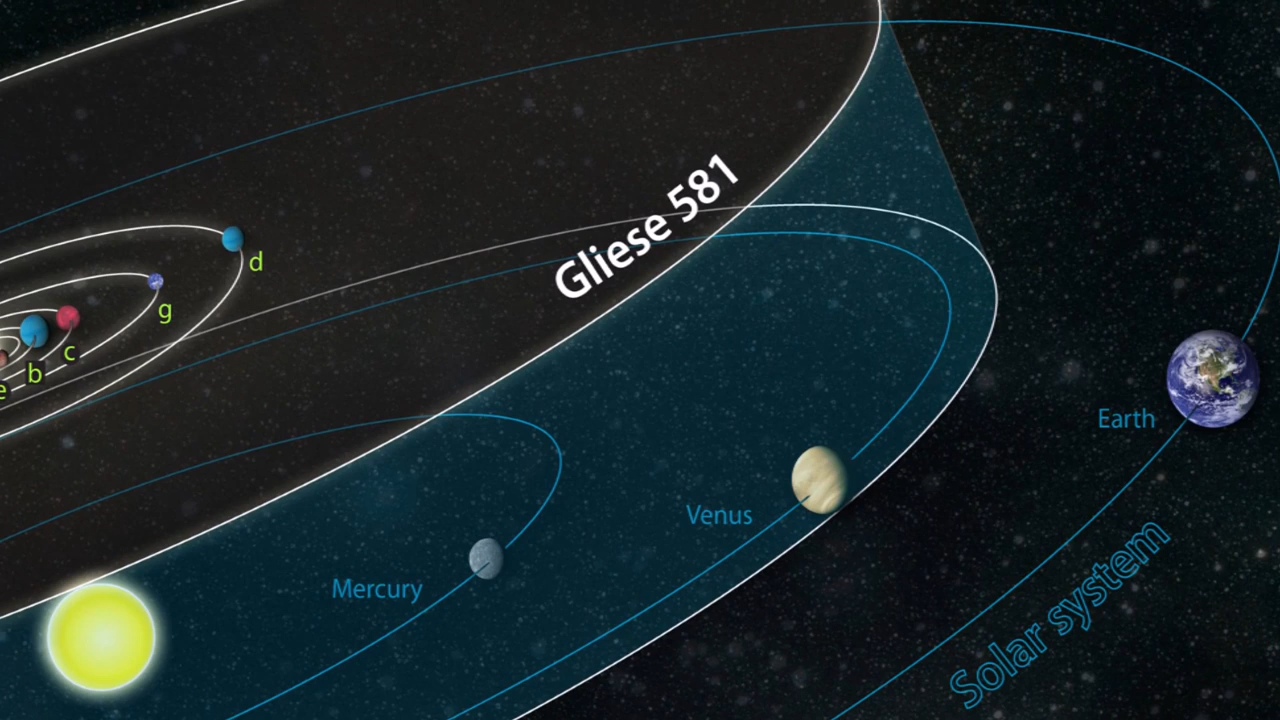 Gliese 581
d
g
c
b
e
Earth
Venus
Mercury
Solar system